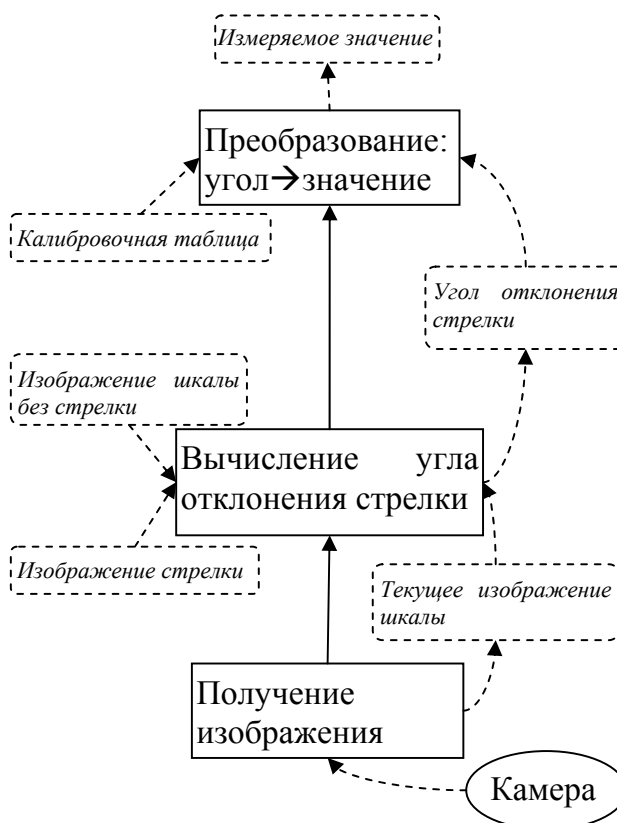 Измеряемое значение
Преобразование:
угол→значение
Калибровочная таблица
Угол отклонения
стрелки
Изображение шкалы
без стрелки
Вычисление угла
отклонения стрелки
Изображение стрелки
Текущее изображение
шкалы
Получение
изображения
Камера